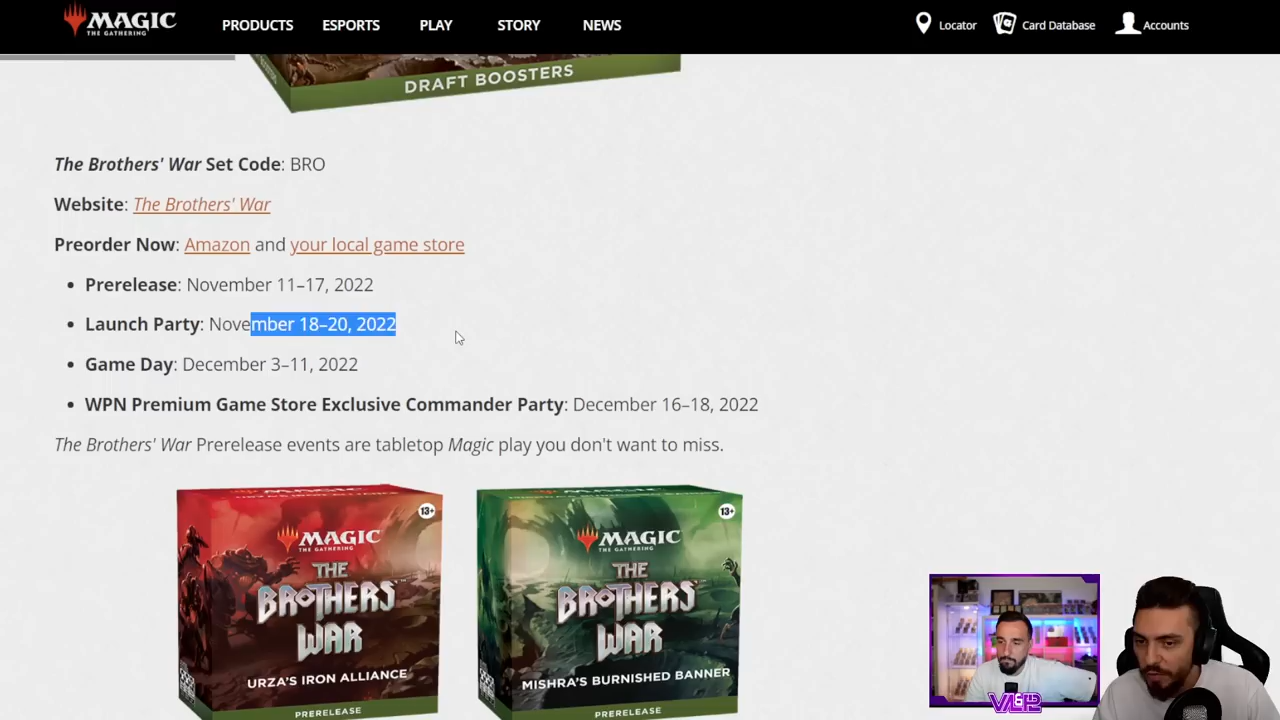 MAGIC
THE GATHERING
PRODUCTS ESPORTS PLAY STORY NEWS
Locator Card Database Accounts
DRAFT BOOSTERS
The Brothers' War Set Code: BRO
Website: The Brothers' War
Preorder Now: Amazon and your local game store
• Prerelease: November 11–17, 2022
• Launch Party: November 18–20, 2022
• Game Day: December 3–11, 2022
• WPN Premium Game Store Exclusive Commander Party: December 16–18, 2022
The Brothers' War Prerelease events are tabletop Magic play you don't want to miss.
13+
MAGIC
THE GATHERING
THE
BROTHERS'
WAR
URZA'S IRON ALLIANCE
PRERELEASE
13+
MAGIC
THE GATHERING
THE
BROTHERS'
WAR
MISHRA'S BURNISHED BANNER
PRERELEASE